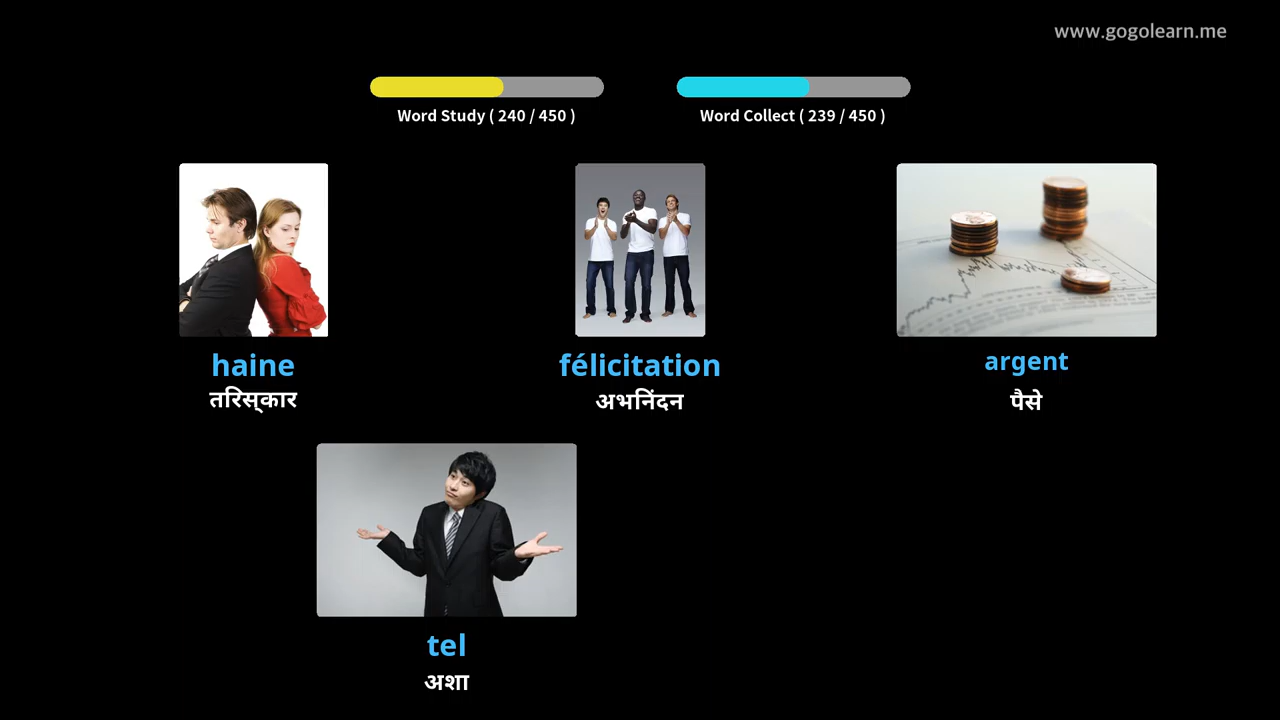 www.gogolearn.me
Word Study ( 240 / 450 )
Word Collect ( 239 / 450 )
haine
félicitation
argent
तरिस्‌कार
अभनिंदन
पैसे
tel
अशा